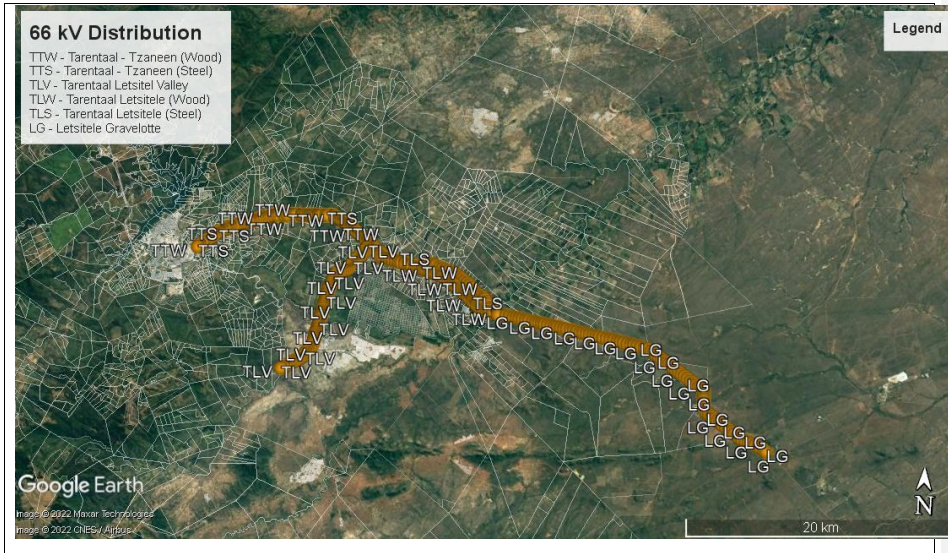 66 kV Distribution
TTW - Tarentaal - Tzaneen (Wood)
TTS - Tarentaal - Tzaneen (Steel)
TLV - Tarentaal Letsitel Valley
TLW - Tarentaal Letsitele (Wood)
TLS - Tarentaal Letsitele (Steel)
LG - Letsitele Gravelotte
Legend
TTW TTW TTW TTS
TTS TTS TTW TTW TTW
TTW TTS
TLV TLV TLS
TLV TLV TLW TLW
TLV TLV TLW TLW
TLV TLV TLW TLS
TLV TLW LG LG LG LG LG LG LG
TLV TLV LG
TLV TLV LG LG
TLV TLV LG LG
LG LG
LG LG
LG LG
LG LG
LG LG
LG
Google Earth
Image © 2022 Maxar Technologies
Image © 2022 CNES / Airbus
N
20 km